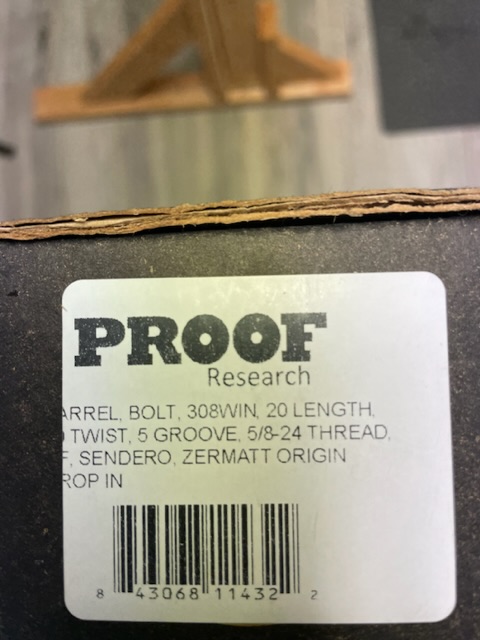 PROOF
Research
ARREL, BOLT, 308WIN, 20 LENGTH,
TWIST, 5 GROOVE, 5/8-24 THREAD,
F, SENDERO, ZERMATT ORIGIN
ROP IN
8 43068 11432 2